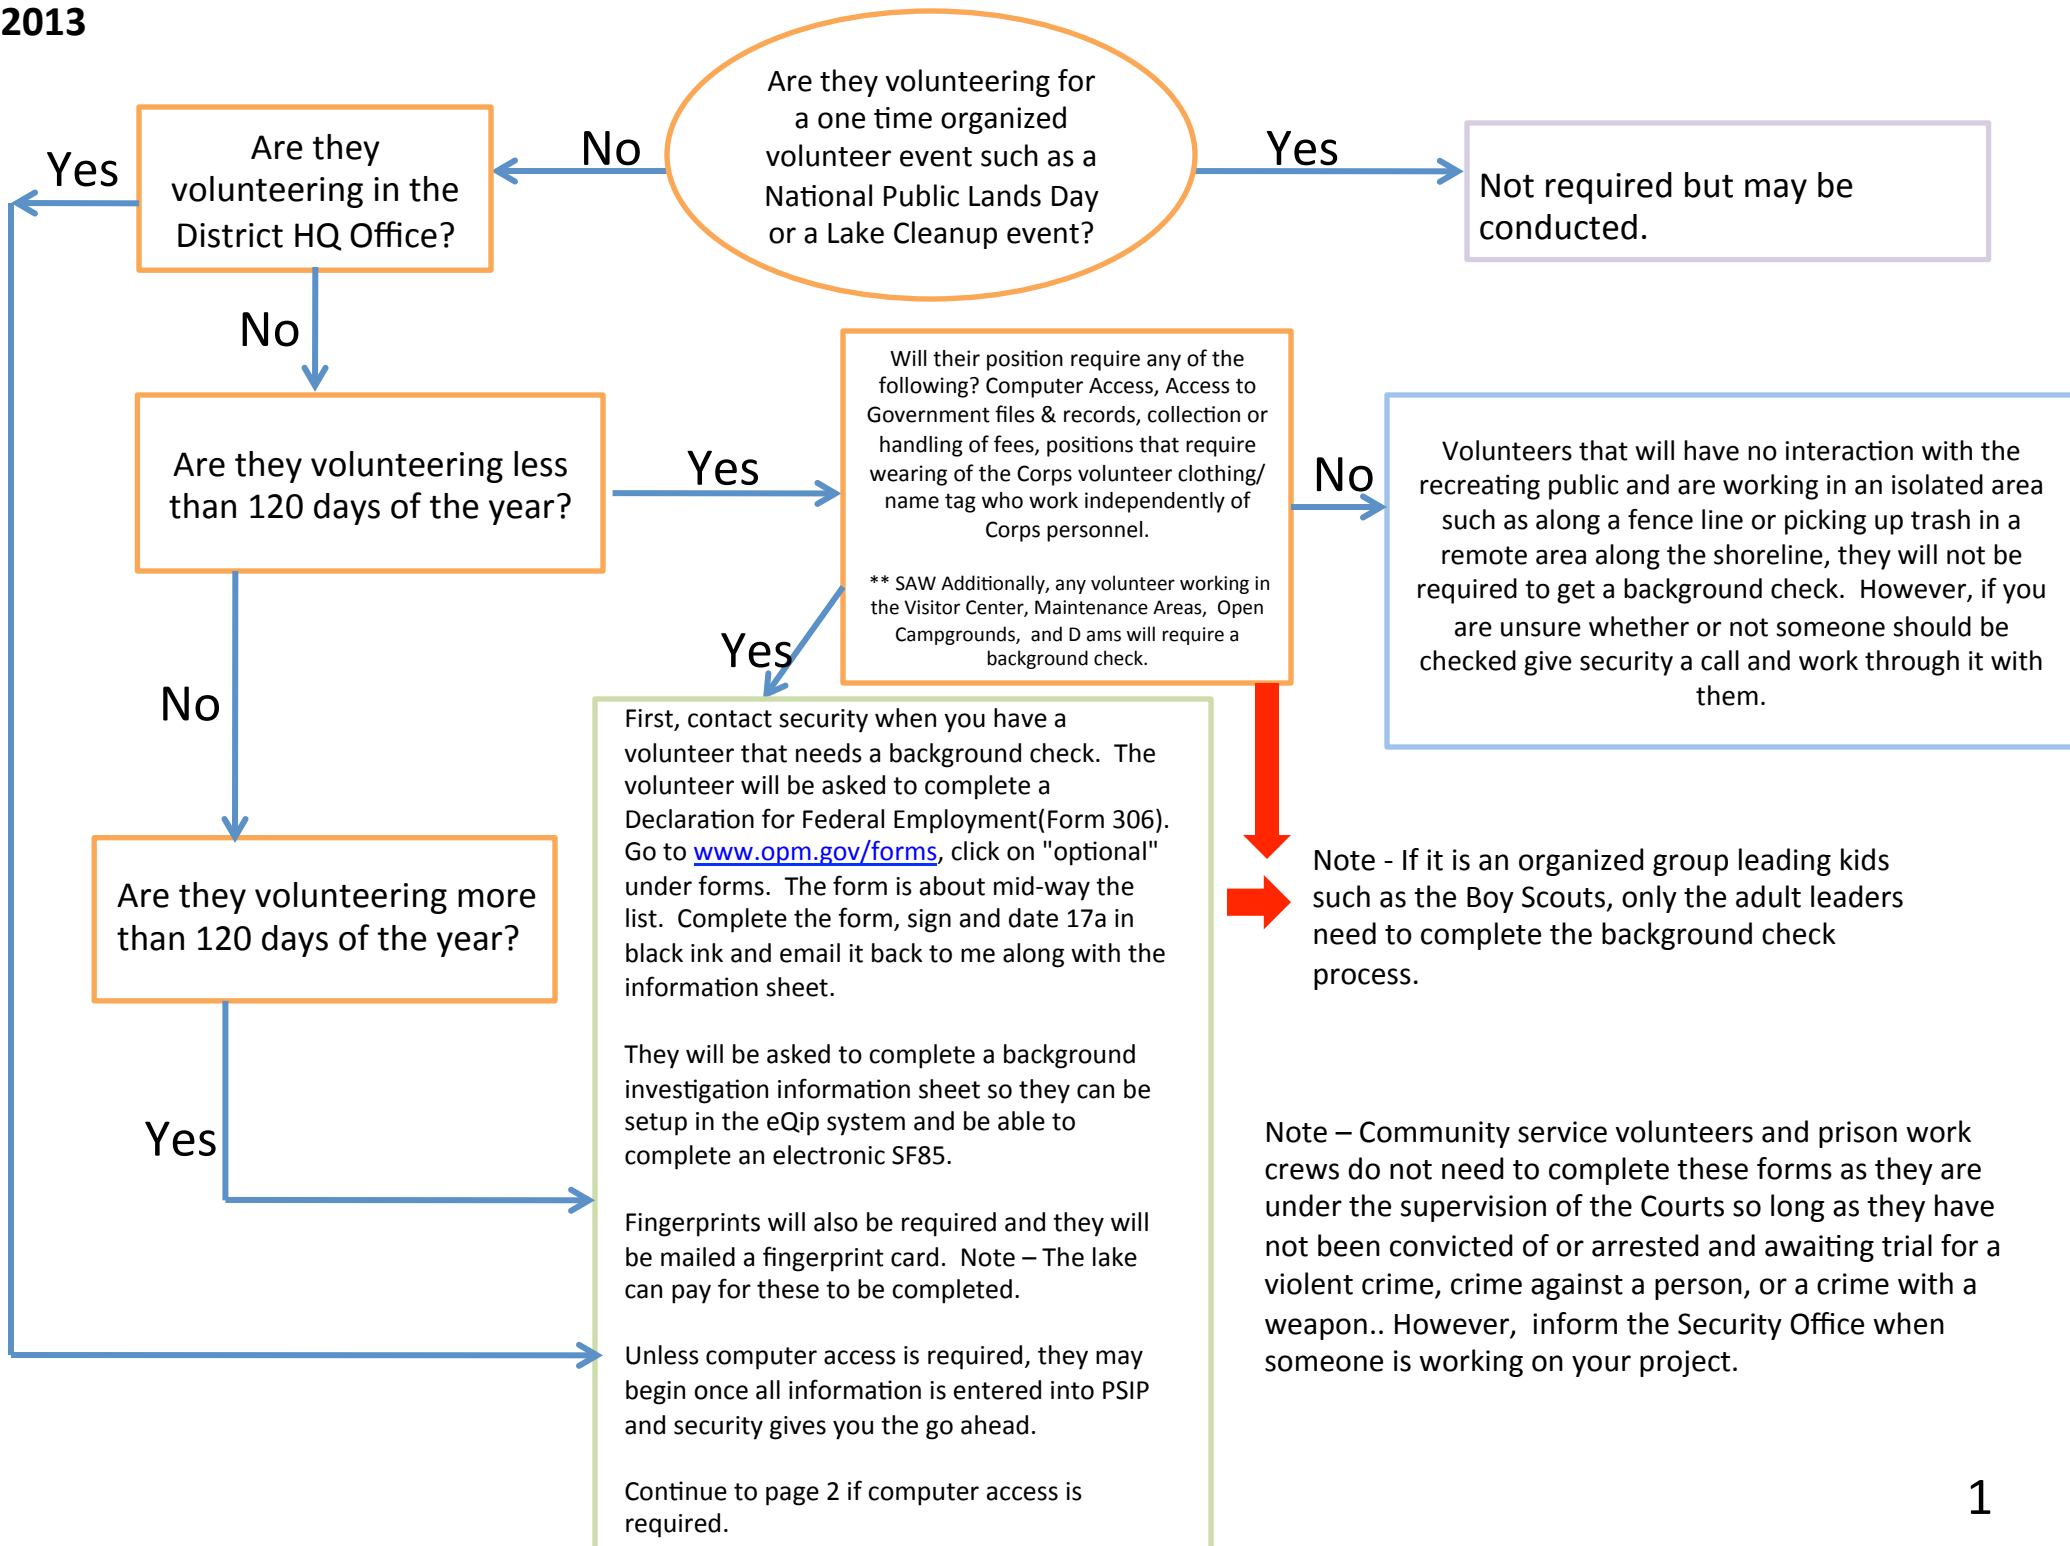 2013
Are they volunteering for
a one time organized
volunteer event such as a
National Public Lands Day
or a Lake Cleanup event?
No
Yes
Not required but may be
conducted.
Are they
volunteering in the
District HQ Office?
Yes
No
Are they volunteering less
than 120 days of the year?
Yes
No
Will their position require any of the
following? Computer Access, Access to
Government files & records, collection or
handling of fees, positions that require
wearing of the Corps volunteer clothing/
name tag who work independently of
Corps personnel.
** SAW Additionally, any volunteer working in
the Visitor Center, Maintenance Areas, Open
Campgrounds, and D ams will require a
background check.
No
Yes
Volunteers that will have no interaction with the
recreating public and are working in an isolated area
such as along a fence line or picking up trash in a
remote area along the shoreline, they will not be
required to get a background check. However, if you
are unsure whether or not someone should be
checked give security a call and work through it with
them.
Are they volunteering more
than 120 days of the year?
Yes
First, contact security when you have a
volunteer that needs a background check. The
volunteer will be asked to complete a
Declaration for Federal Employment(Form 306).
Go to www.opm.gov/forms, click on "optional"
under forms. The form is about mid-way the
list. Complete the form, sign and date 17a in
black ink and email it back to me along with the
information sheet.
They will be asked to complete a background
investigation information sheet so they can be
setup in the eQip system and be able to
complete an electronic SF85.
Fingerprints will also be required and they will
be mailed a fingerprint card. Note – The lake
can pay for these to be completed.
Unless computer access is required, they may
begin once all information is entered into PSIP
and security gives you the go ahead.
Continue to page 2 if computer access is
required.
Note - If it is an organized group leading kids
such as the Boy Scouts, only the adult leaders
need to complete the background check
process.
Note – Community service volunteers and prison work
crews do not need to complete these forms as they are
under the supervision of the Courts so long as they have
not been convicted of or arrested and awaiting trial for a
violent crime, crime against a person, or a crime with a
weapon.. However, inform the Security Office when
someone is working on your project.
1